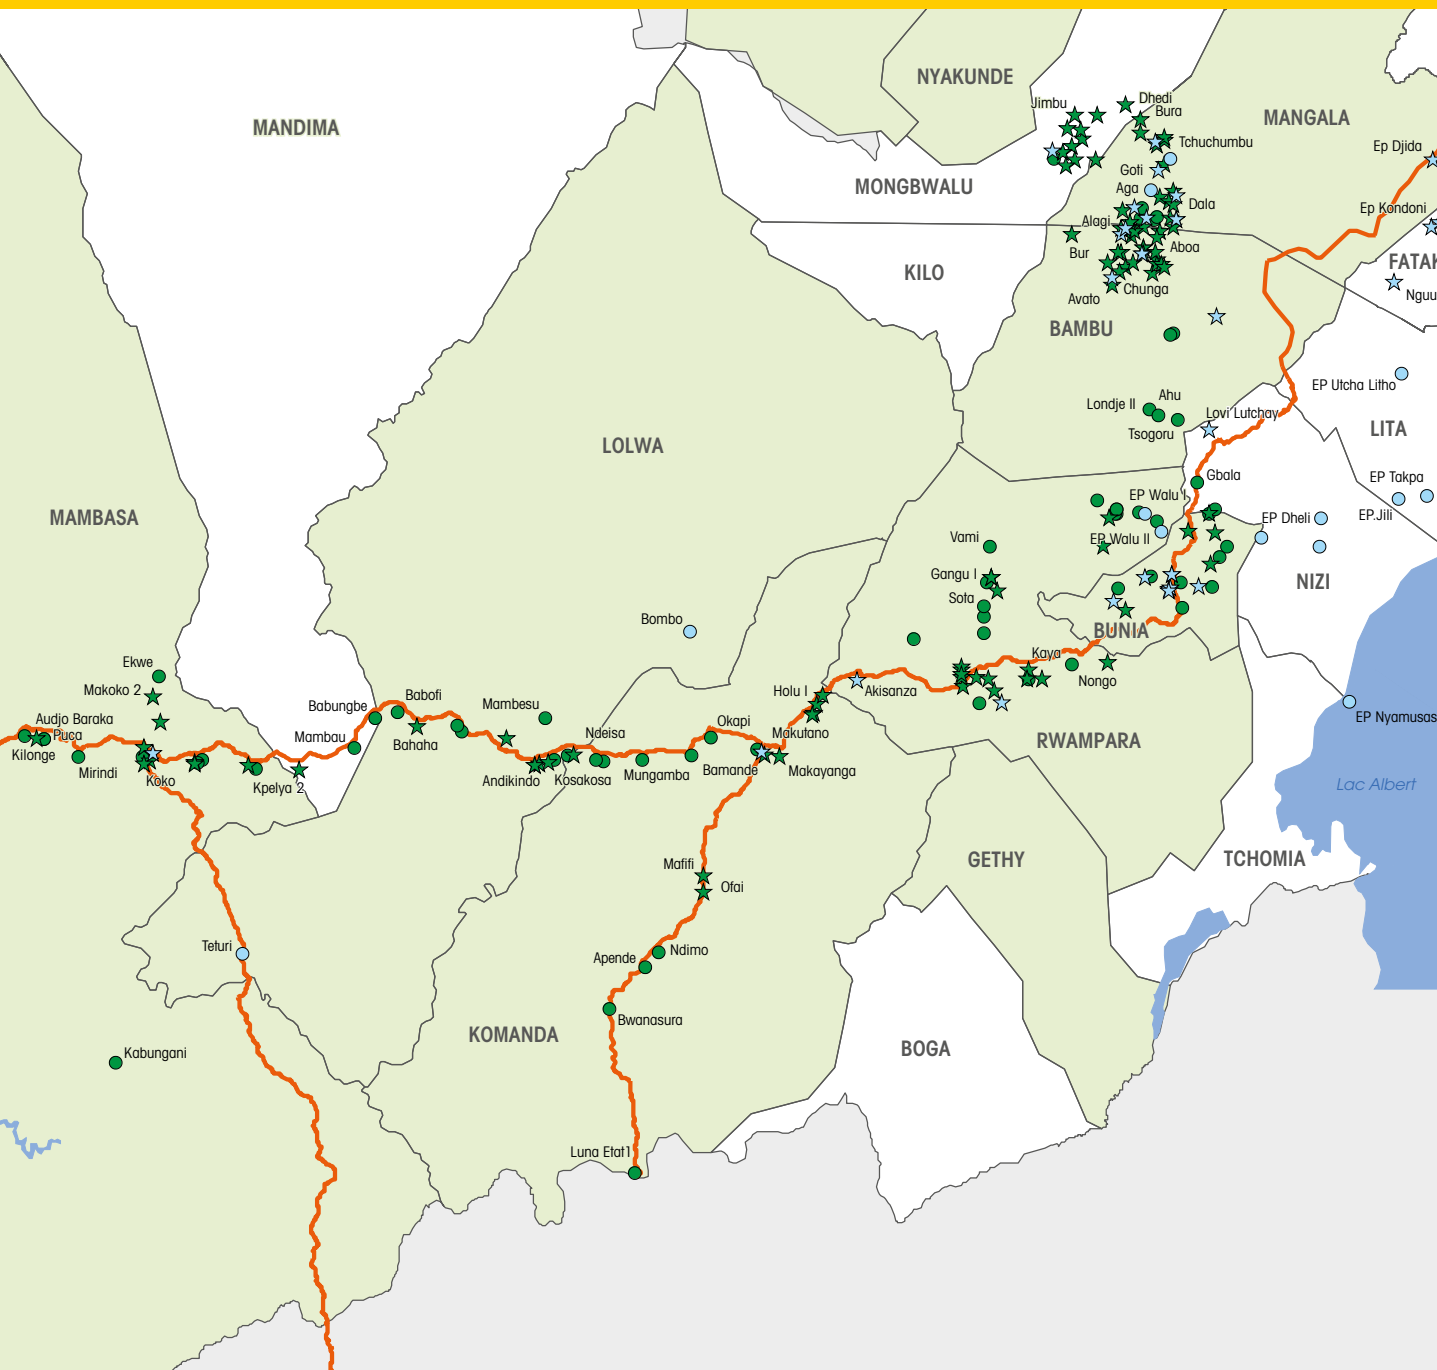 NYAKUNDE
Jimbu
Dhedi
Bura
MANGALA
MANDIMA
Tchuchumbu
Ep Djida
Goti
MONGBWALU
Aga
Dala
Ep Kondoni
Alagi
Bur
Aboa
KILO
FATAK
Chunga
Avato
Nguu
BAMBU
EP Utcha Litho
Ahu
Londje II
Lovi Lutchay
Tsogoru
LITA
LOLWA
Gbala
EP Takpa
EP Walu I
MAMBASA
EP Dheli
EP.Jili
Vami
EP Walu II
Gangu I
NIZI
Sota
Bombo
BUNIA
Kaya
Ekwe
Nongo
Makoko 2
Holu I
Akisanza
Babungbe
Babofi
Mambesu
EP Nyamusas
Audjo Baraka
Okapi
Puca
Mambau
Bahaha
Ndeisa
Makutano
RWAMPARA
Kilonge
Mirindi
Koko
Kpelya 2
Andikindo
Kosakosa
Mungamba
Bamande
Makayanga
Lac Albert
Mafifi
GETHY
TCHOMIA
Ofai
Teturi
Ndimo
Apende
Bwanasura
KOMANDA
BOGA
Kabungani
Luna Etat1